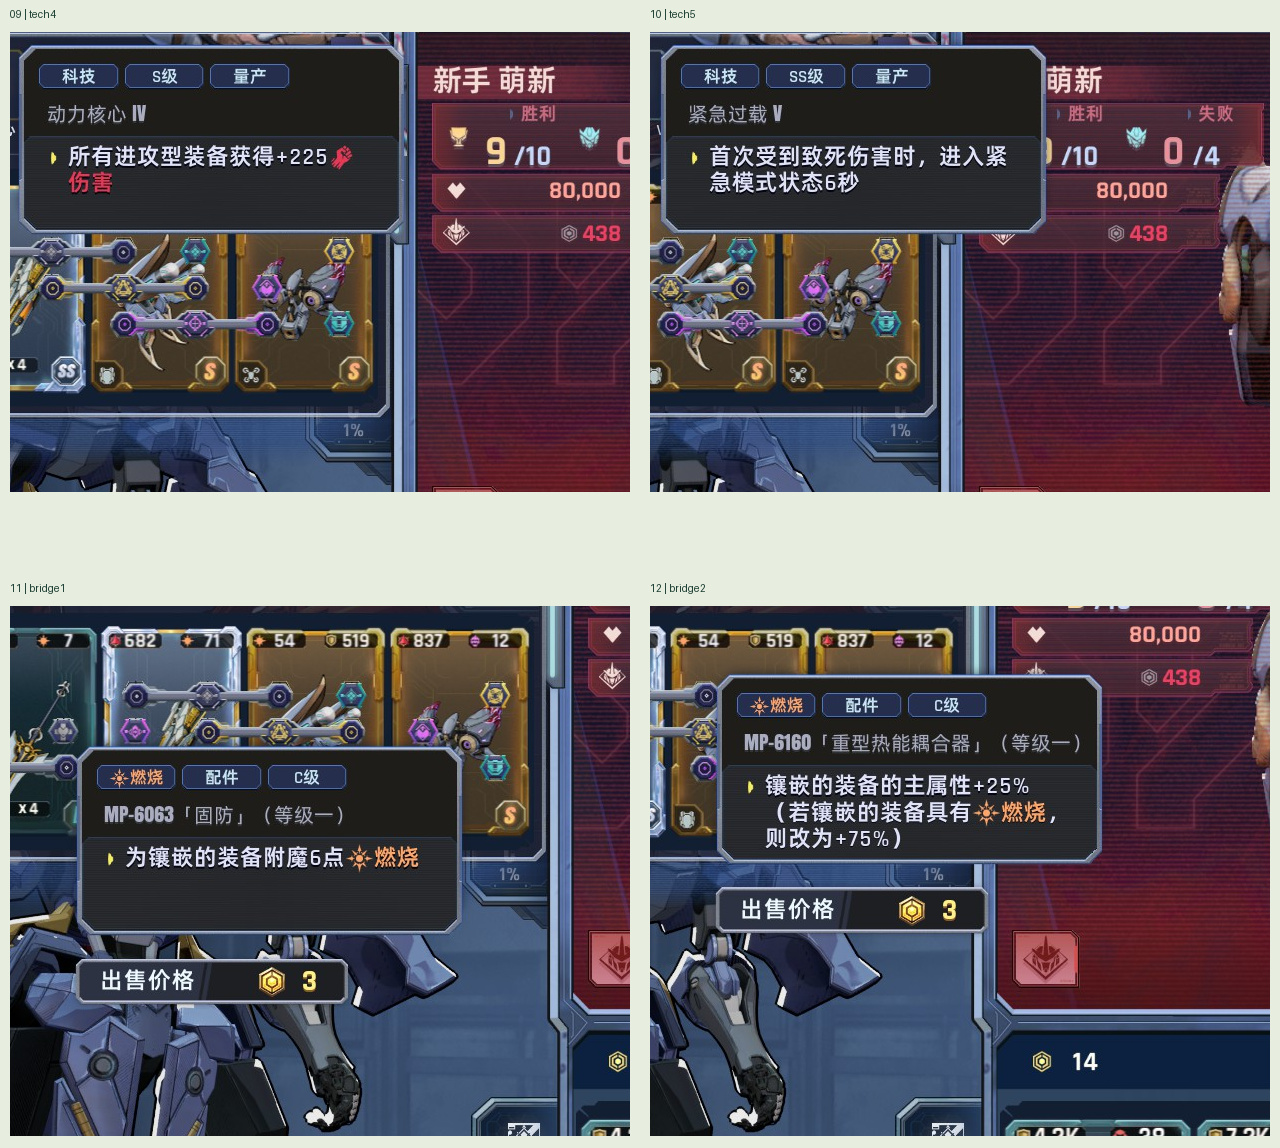 09 | tech4
科技 S级 量产
动力核心 IV
所有进攻型装备获得+225
伤害
新手 萌新
胜利
9 /10 0
80,000
438
x4 SS S S
1%
10 | tech5
科技 SS级 量产
紧急过载 V
首次受到致死伤害时，进入紧
急模式状态6秒
萌新
胜利 失败
/10 0 /4
80,000
438
S S
1%
11 | bridge1
7 682 71 54 519 837 12
燃烧 配件 C级
MP-6063「固防」（等级一）
为镶嵌的装备附魔6点燃烧
x4 S
1%
出售价格 3
12 | bridge2
54 519 837 12
80,000
438
燃烧 配件 C级
MP-6160「重型热能耦合器」（等级一）
镶嵌的装备的主属性+25%
（若镶嵌的装备具有燃烧，
则改为+75%）
1%
出售价格 3
14
4.2K 28 7.2K